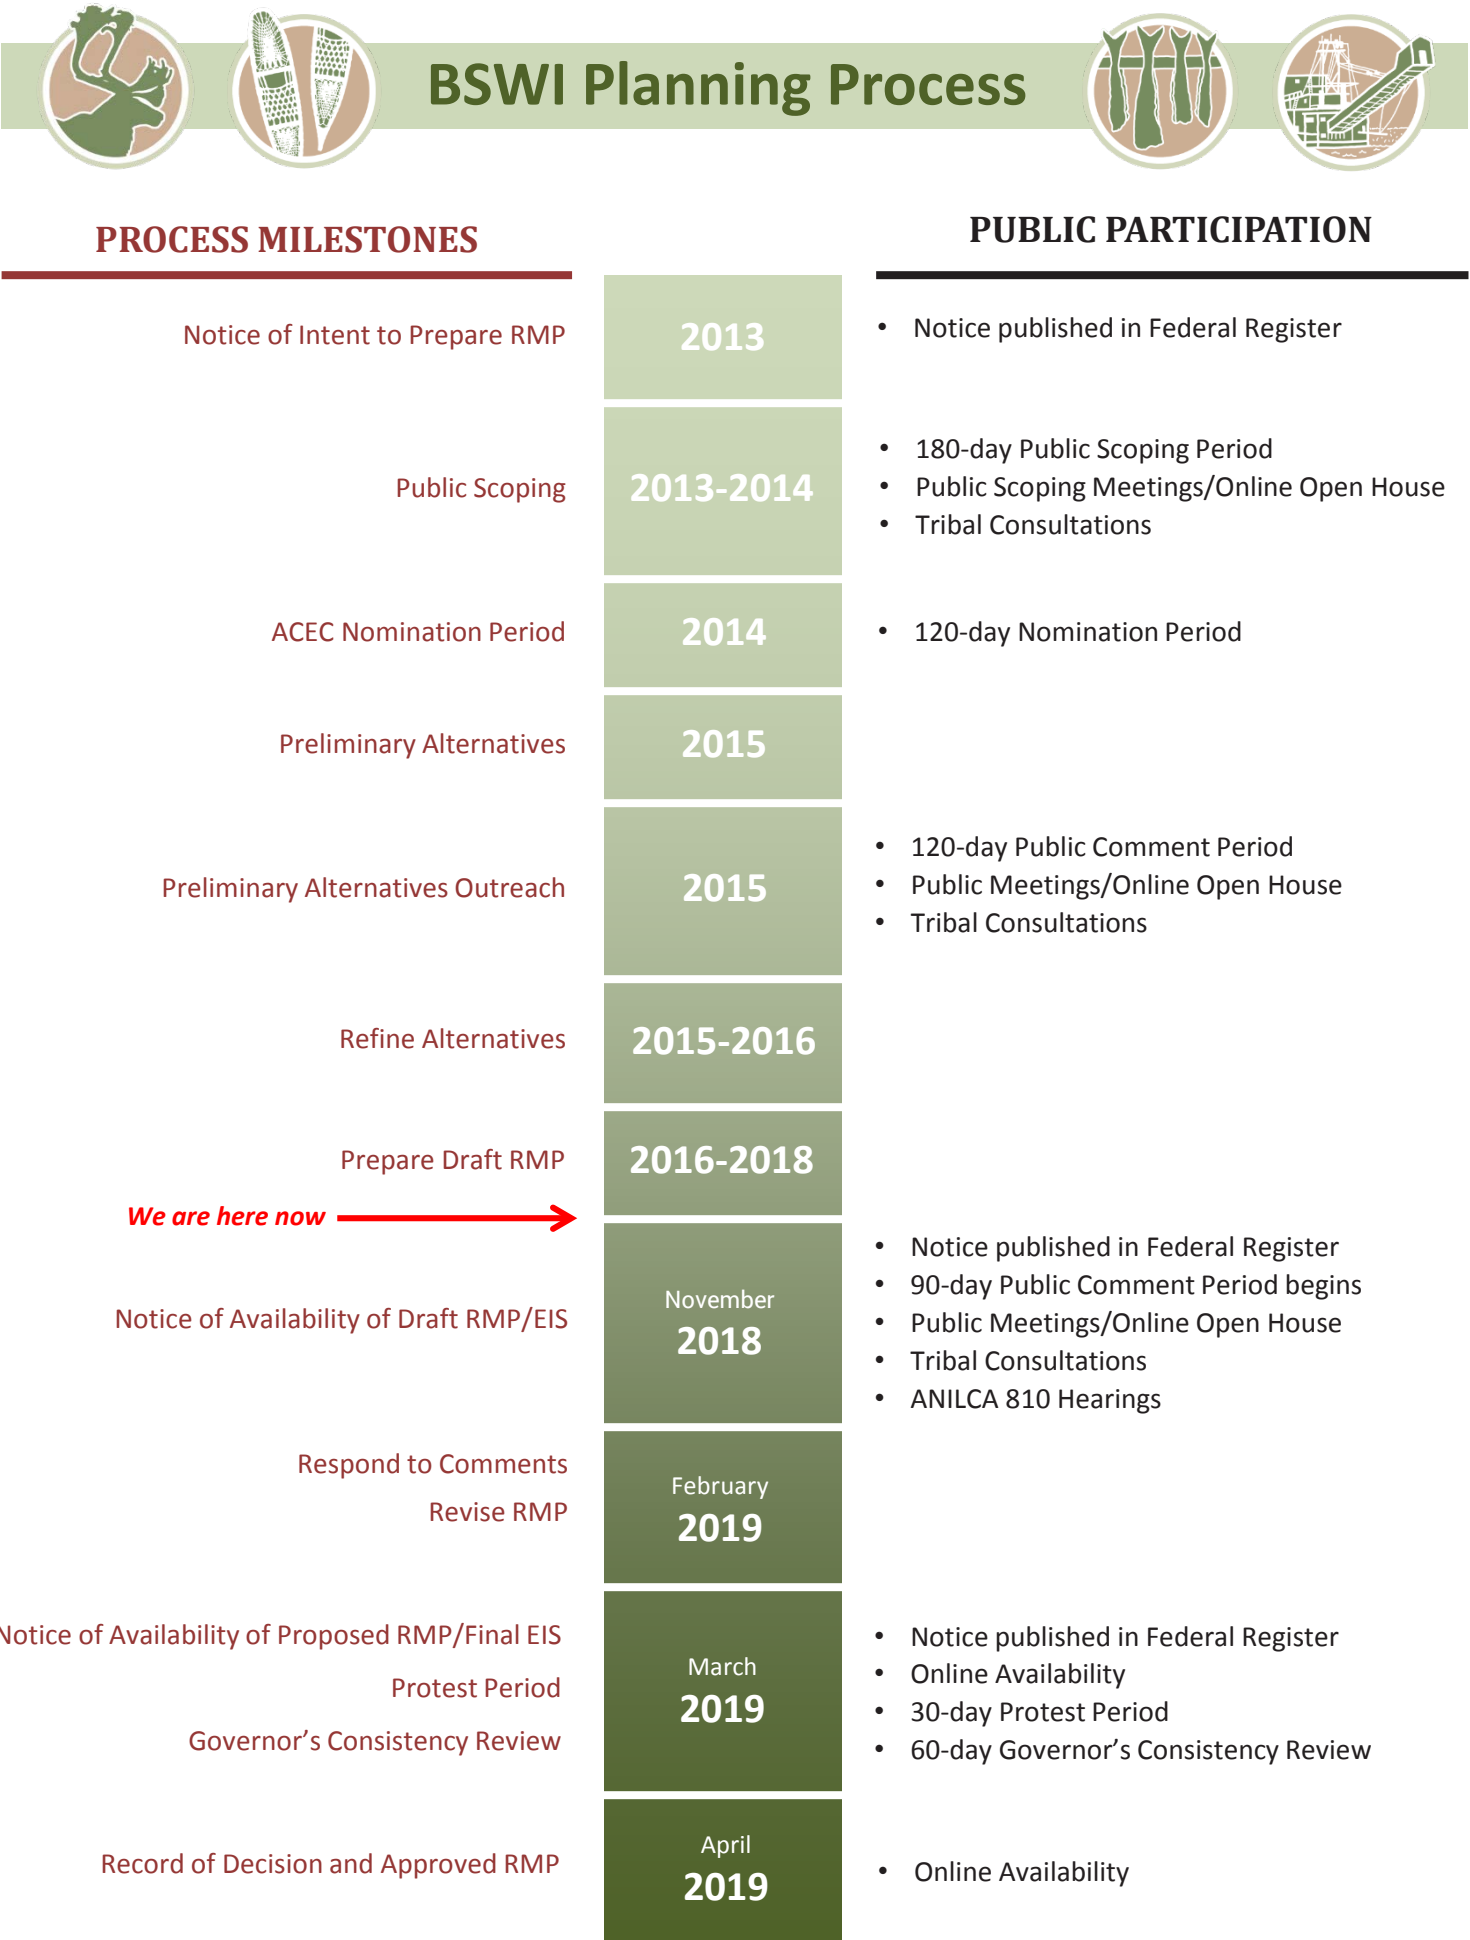 BSWI Planning Process
PROCESS MILESTONES
PUBLIC PARTICIPATION
Notice of Intent to Prepare RMP
2013
• Notice published in Federal Register
Public Scoping
2013-2014
• 180-day Public Scoping Period
• Public Scoping Meetings/Online Open House
• Tribal Consultations
ACEC Nomination Period
2014
• 120-day Nomination Period
Preliminary Alternatives
2015
Preliminary Alternatives Outreach
2015
• 120-day Public Comment Period
• Public Meetings/Online Open House
• Tribal Consultations
Refine Alternatives
2015-2016
Prepare Draft RMP
2016-2018
We are here now
Notice of Availability of Draft RMP/EIS
November
2018
• Notice published in Federal Register
• 90-day Public Comment Period begins
• Public Meetings/Online Open House
• Tribal Consultations
• ANILCA 810 Hearings
Respond to Comments
Revise RMP
February
2019
Notice of Availability of Proposed RMP/Final EIS
Protest Period
Governor's Consistency Review
March
2019
• Notice published in Federal Register
• Online Availability
• 30-day Protest Period
• 60-day Governor's Consistency Review
Record of Decision and Approved RMP
April
2019
• Online Availability